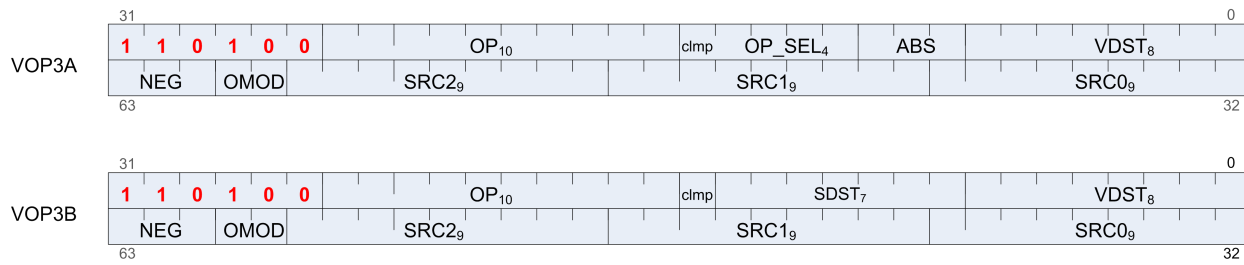 31 0
VOP3A
1 1 0 1 0 0 OP10 clmp OP_SEL4 ABS VDST8
NEG OMOD SRC29 SRC19 SRC09
63 32
31 0
VOP3B
1 1 0 1 0 0 OP10 clmp SDST7 VDST8
NEG OMOD SRC29 SRC19 SRC09
63 32